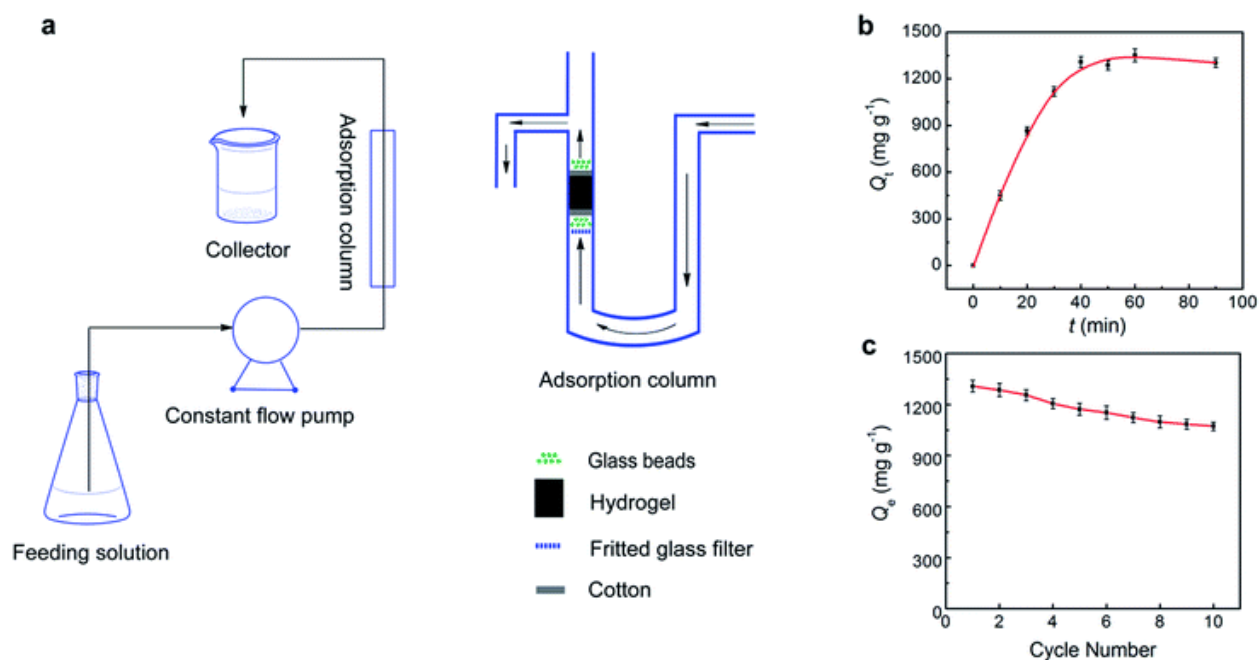 a
Adsorption column
Collector
Constant flow pump
Feeding solution
Adsorption column
Glass beads
Hydrogel
Fritted glass filter
Cotton
b
1500
1200
900
600
300
0
Qt (mg g-1)
0 20 40 60 80 100
t (min)
c
1500
1200
900
600
300
0
Qe (mg g-1)
0 2 4 6 8 10
Cycle Number